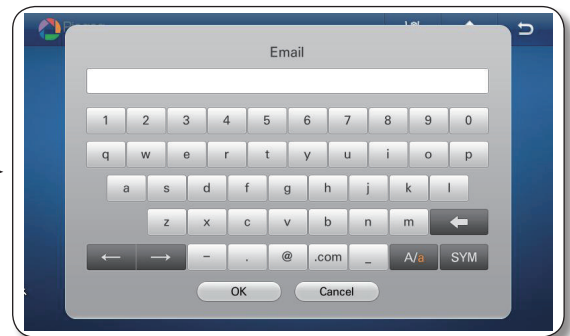 Email
1 2 3 4 5 6 7 8 9 0
q w e r t y u i o p
a s d f g h j k l
z x c v b n m
← → – . @ .com _ A/a SYM
OK Cancel